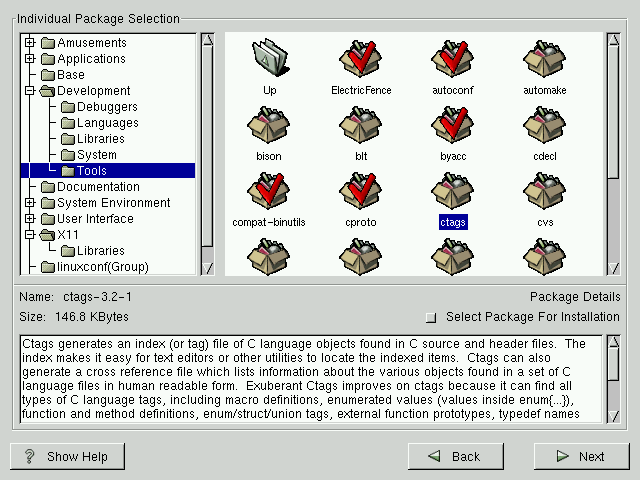 Individual Package Selection
Amusements
Applications
Base
Development
Debuggers
Languages
Libraries
System
Tools
Documentation
System Environment
User Interface
X11
Libraries
linuxconf(Group)
Up ElectricFence autoconf automake
bison blt byacc cdecl
compat-binutils cproto ctags cvs
Name: ctags-3.2-1 Package Details
Size: 146.8 KBytes Select Package For Installation
Ctags generates an index (or tag) file of C language objects found in C source and header files. The
index makes it easy for text editors or other utilities to locate the indexed items. Ctags can also
generate a cross reference file which lists information about the various objects found in a set of C
language files in human readable form. Exuberant Ctags improves on ctags because it can find all
types of C language tags, including macro definitions, enumerated values (values inside enum{...}),
function and method definitions, enum/struct/union tags, external function prototypes, typedef names
? Show Help Back Next